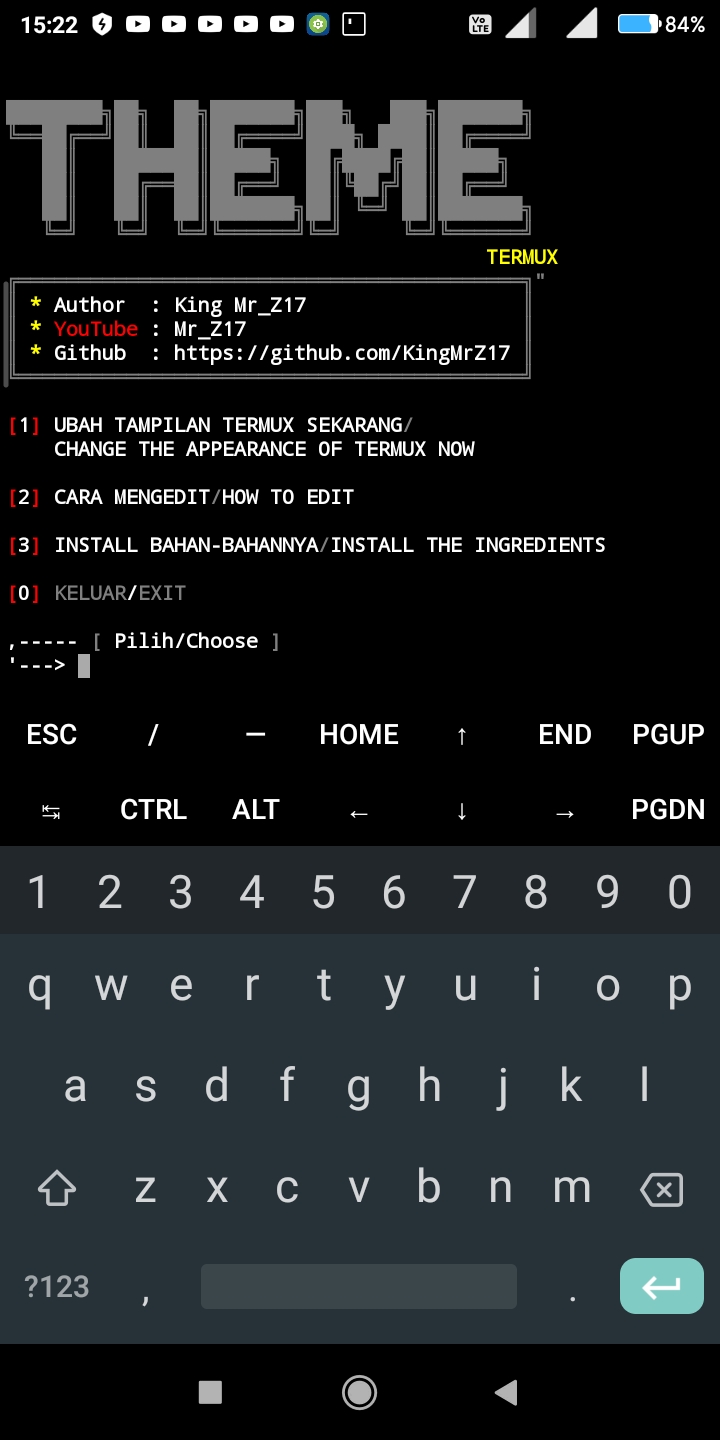 15:22 Vo LTE 84%
THEME
TERMUX
"
* Author : King Mr_Z17
* YouTube : Mr_Z17
* Github : https://github.com/KingMrZ17
[1] UBAH TAMPILAN TERMUX SEKARANG/
CHANGE THE APPEARANCE OF TERMUX NOW
[2] CARA MENGEDIT/HOW TO EDIT
[3] INSTALL BAHAN-BAHANNYA/INSTALL THE INGREDIENTS
[0] KELUAR/EXIT
,----- [ Pilih/Choose ]
'--->
ESC / — HOME ↑ END PGUP
↹ CTRL ALT ← ↓ → PGDN
1 2 3 4 5 6 7 8 9 0
q w e r t y u i o p
a s d f g h j k l
z x c v b n m
?123 , .